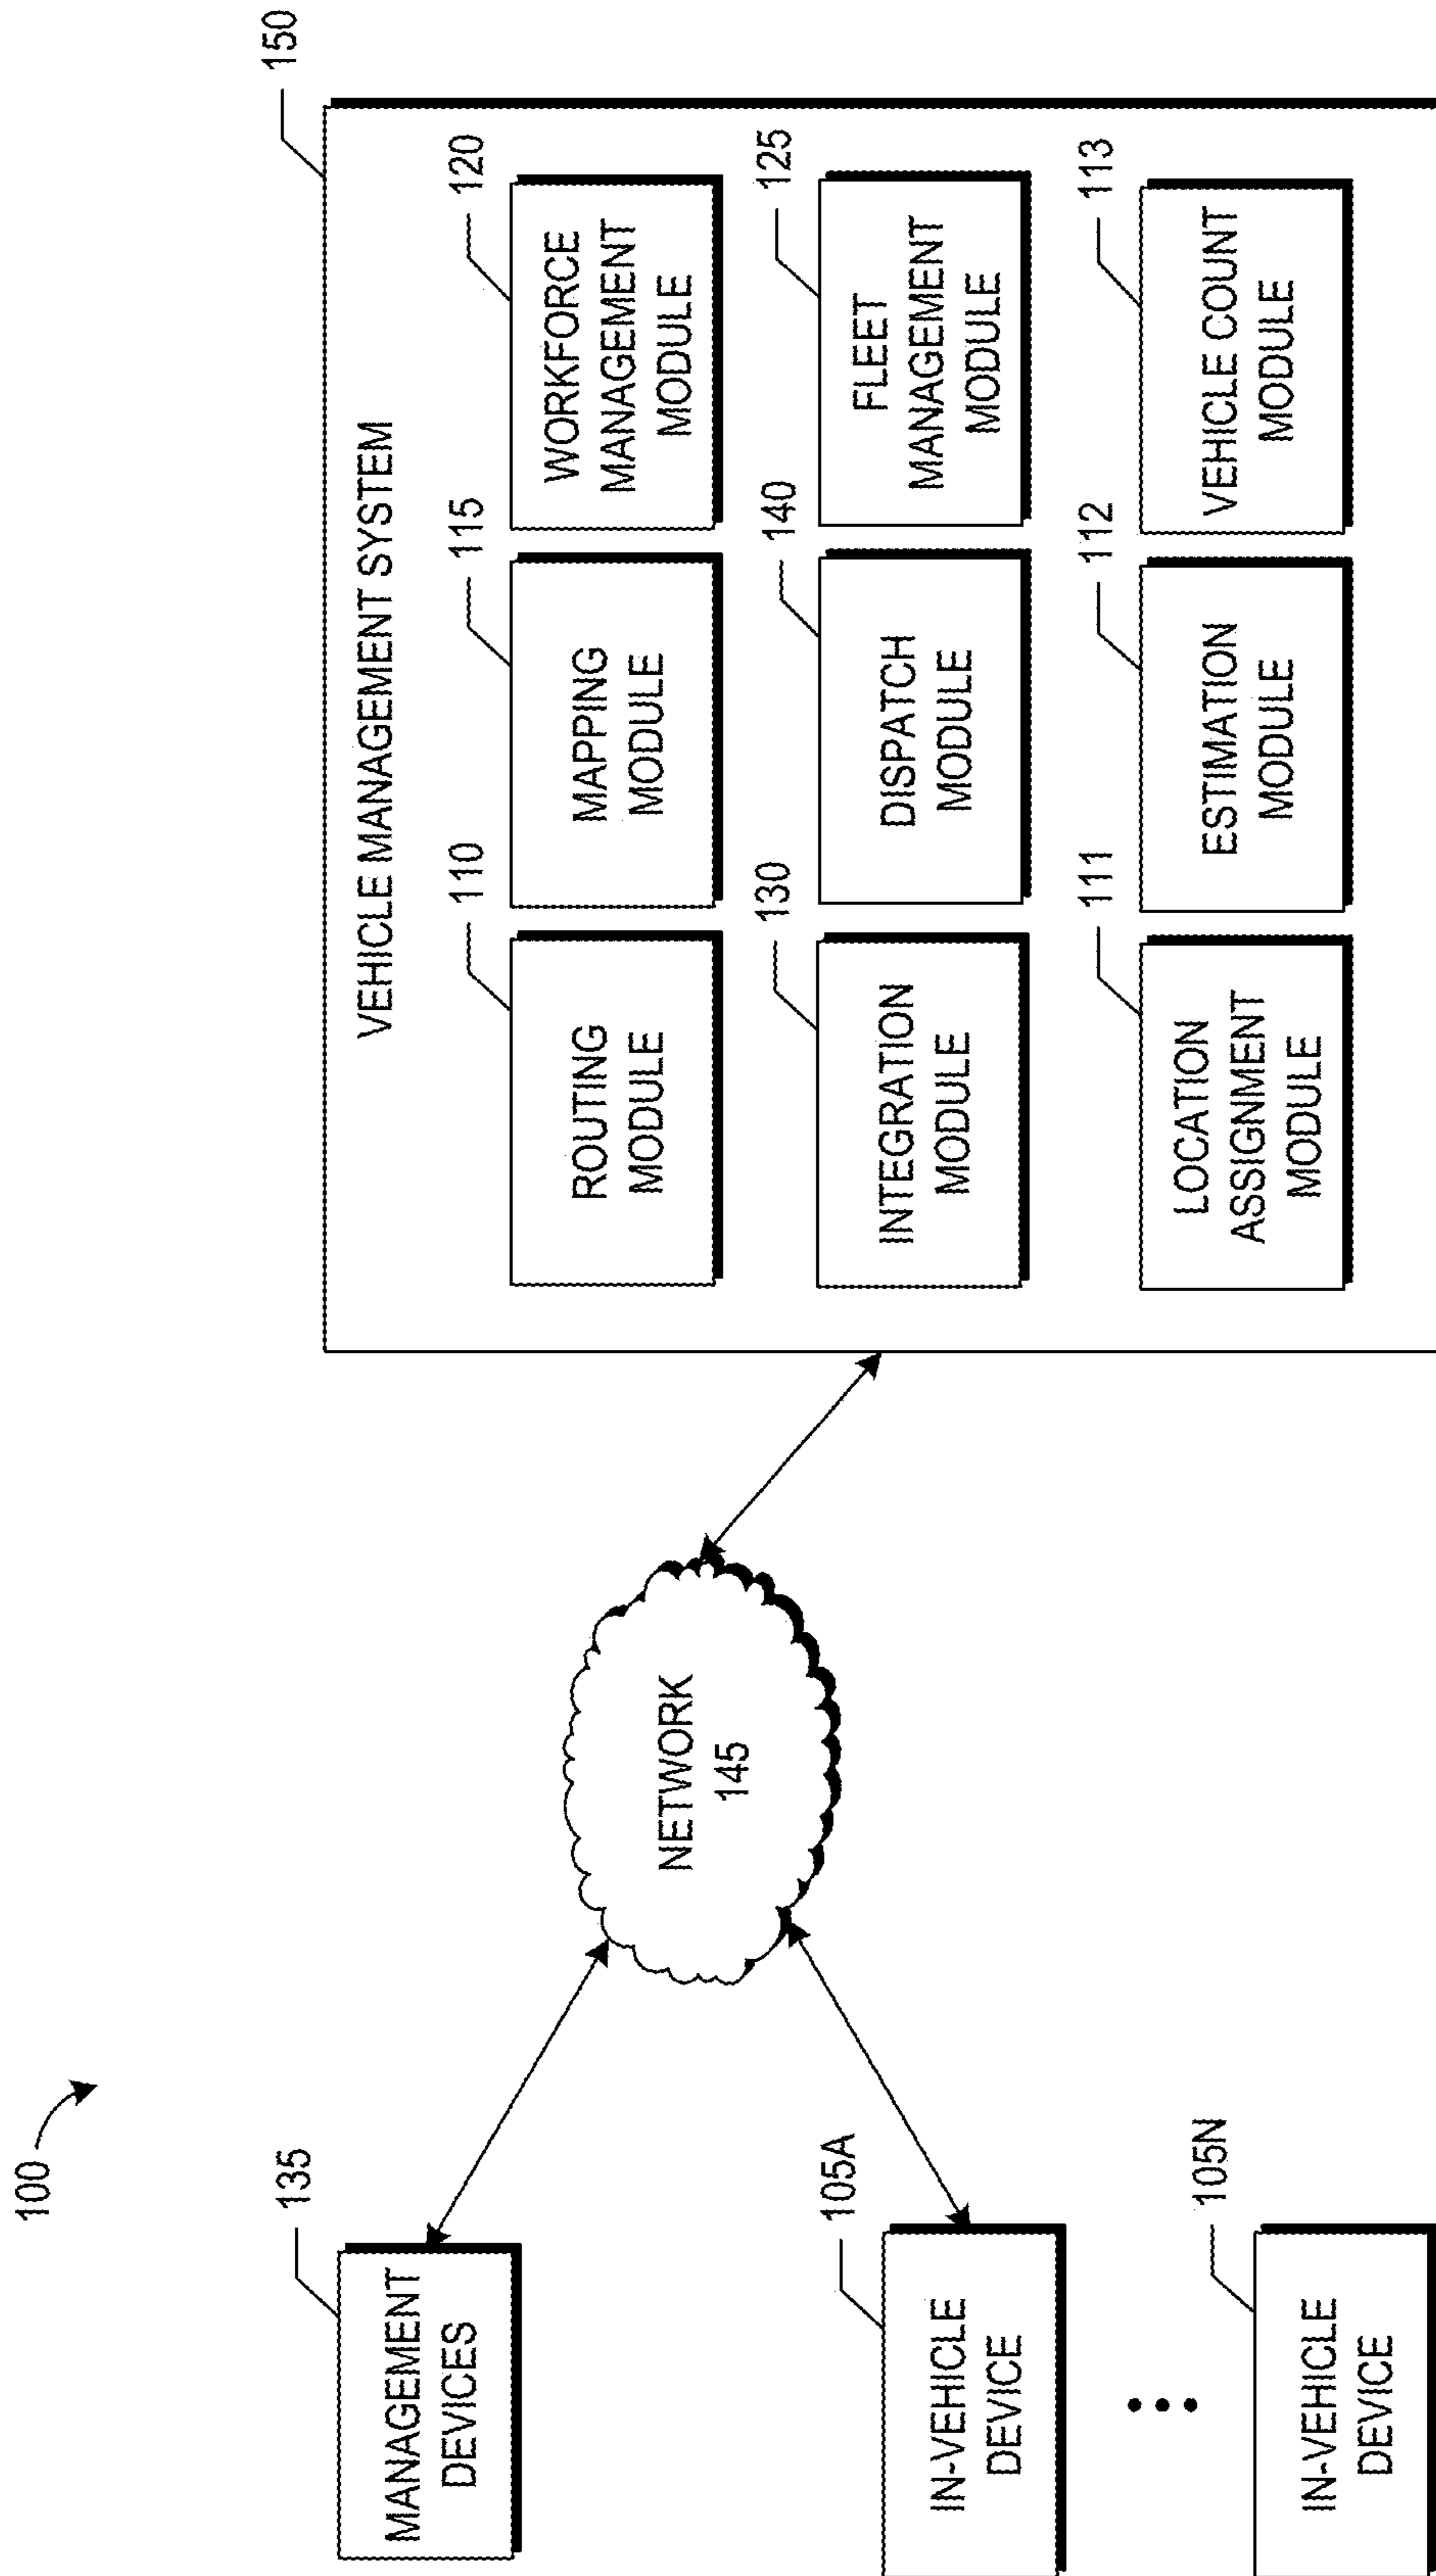 100
150
VEHICLE MANAGEMENT SYSTEM
135
MANAGEMENT
DEVICES
105A
IN-VEHICLE
DEVICE
105N
IN-VEHICLE
DEVICE
NETWORK
145
110
ROUTING
MODULE
115
MAPPING
MODULE
120
WORKFORCE
MANAGEMENT
MODULE
130
INTEGRATION
MODULE
140
DISPATCH
MODULE
125
FLEET
MANAGEMENT
MODULE
111
LOCATION
ASSIGNMENT
MODULE
112
ESTIMATION
MODULE
113
VEHICLE COUNT
MODULE